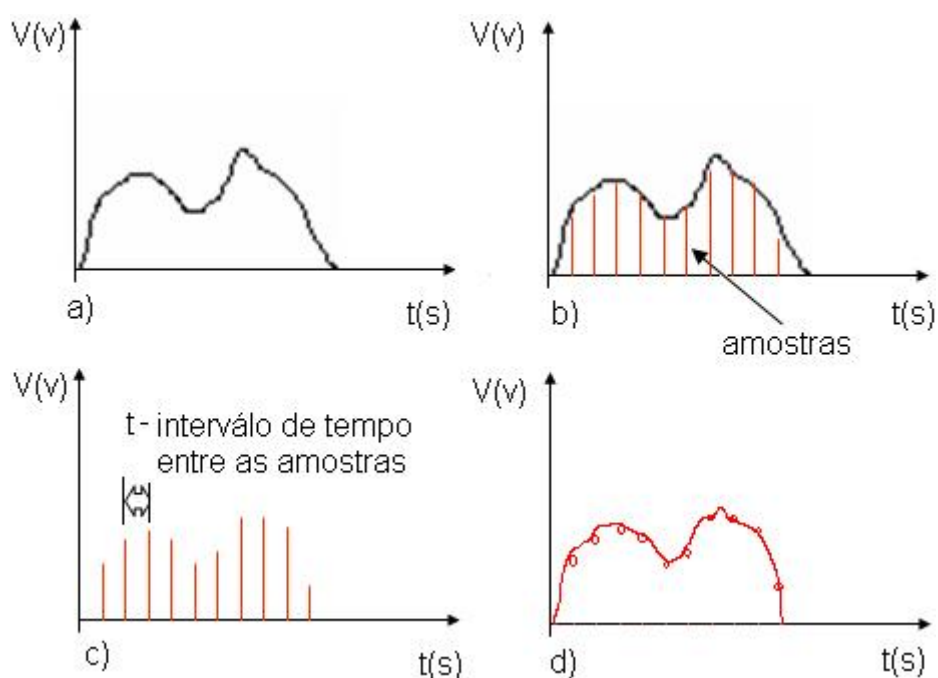 V(v)
a)
t(s)
V(v)
b)
t(s)
amostras
V(v)
t - interválo de tempo
entre as amostras
c)
t(s)
V(v)
d)
t(s)